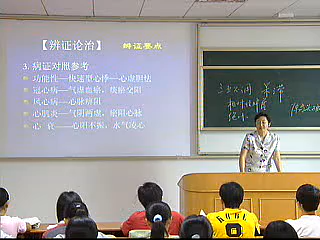 【辨证论治】 辨证要点
3. 病证对照参考
功能性—快速型心悸—心虚胆怯
冠心病—气虚血瘀，痰瘀交阻
风心病—心脉痹阻
心肌炎—气阴两虚，瘀阻心脉
心 衰—心阳不振，水气凌心